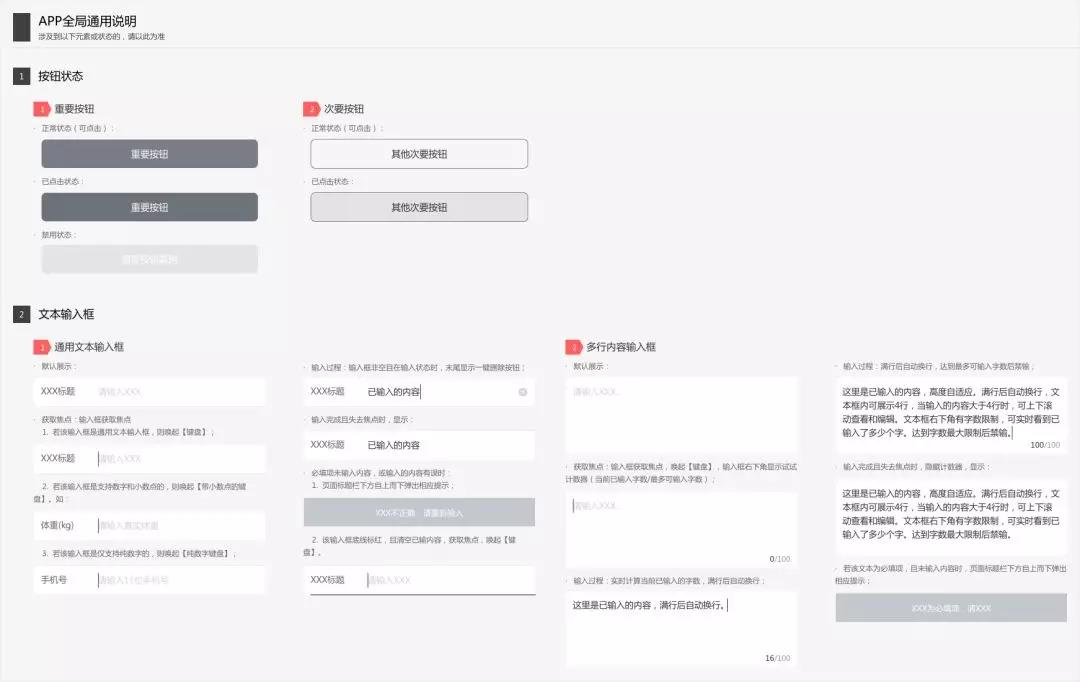 APP全局通用说明
涉及到以下元素或状态的，请以此为准
1 按钮状态
1 重要按钮
· 正常状态（可点击）：
重要按钮
· 已点击状态：
重要按钮
· 禁用状态：
2 次要按钮
· 正常状态（可点击）：
其他次要按钮
· 已点击状态：
其他次要按钮
2 文本输入框
1 通用文本输入框
· 默认展示：
XXX标题 请输入XXX
· 获取焦点：输入框获取焦点
1. 若该输入框是通用文本输入框，则唤起【键盘】；
XXX标题 请输入XXX
2. 若该输入框是支持数字和小数点的，则唤起【带小数点的键
盘】。如：
体重(kg) 请输入真实体重
3. 若该输入框是仅支持纯数字的，则唤起【纯数字键盘】；
手机号 请输入11位手机号
· 输入过程：输入框非空且在输入状态时，末尾显示一键删除按钮；
XXX标题 已输入的内容
· 输入完成且失去焦点时，显示：
XXX标题 已输入的内容
· 必填项未输入内容，或输入的内容有误时：
1. 页面标题栏下方自上而下弹出相应提示；
XXX不正确，请重新输入
2. 该输入框底线标红，且清空已输内容，获取焦点，唤起【键
盘】。
XXX标题 请输入XXX
2 多行内容输入框
· 默认展示：
请输入XXX...
· 获取焦点：输入框获取焦点，唤起【键盘】，输入框右下角显示试试
计数器（当前已输入字数/最多可输入字数）；
请输入XXX...
0/100
· 输入过程：实时计算当前已输入的字数，满行后自动换行；
这里是已输入的内容，满行后自动换行。
16/100
· 输入过程：满行后自动换行，达到最多可输入字数后禁输；
这里是已输入的内容，高度自适应。满行后自动换行，文
本框内可展示4行，当输入的内容大于4行时，可上下滚
动查看和编辑。文本框右下角有字数限制，可实时看到已
输入了多少个字。达到字数最大限制后禁输。
100/100
· 输入完成且失去焦点时，隐藏计数器，显示：
这里是已输入的内容，高度自适应。满行后自动换行，文
本框内可展示4行，当输入的内容大于4行时，可上下滚
动查看和编辑。文本框右下角有字数限制，可实时看到已
输入了多少个字。达到字数最大限制后禁输。
· 若该文本为必填项，且未输入内容时，页面标题栏下方自上而下弹出
相应提示；
XXX为必填项，请XXX